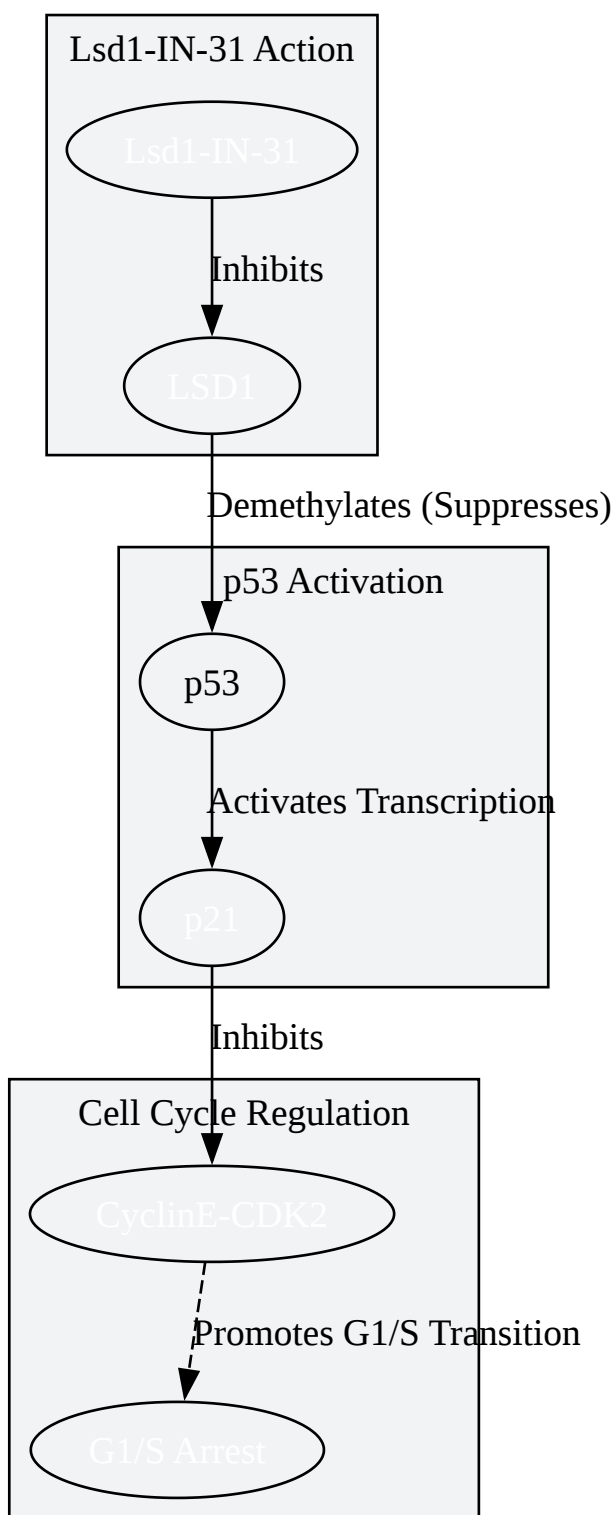 Lsd1-IN-31 Action
Lsd1-IN-31
Inhibits
LSD1
Demethylates (Suppresses)
p53 Activation
p53
Activates Transcription
p21
Inhibits
Cell Cycle Regulation
CyclinE-CDK2
Promotes G1/S Transition
G1/S Arrest